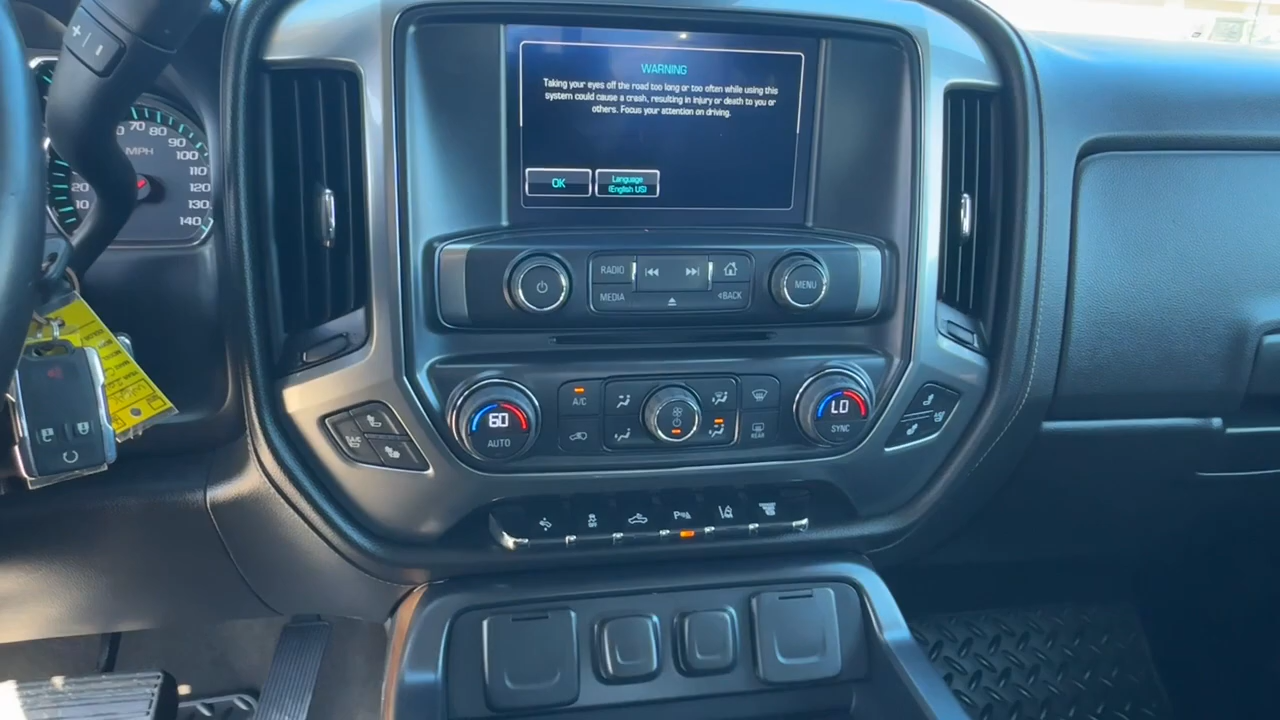 WARNING
Taking your eyes off the road too long or too often while using this
system could cause a crash, resulting in injury or death to you or
others. Focus your attention on driving.
OK
Language
(English US)
70 80
90
100
110
120
130
140
MPH
20
10
RADIO
MEDIA
<BACK
MENU
60
AUTO
A/C
REAR
LO
SYNC